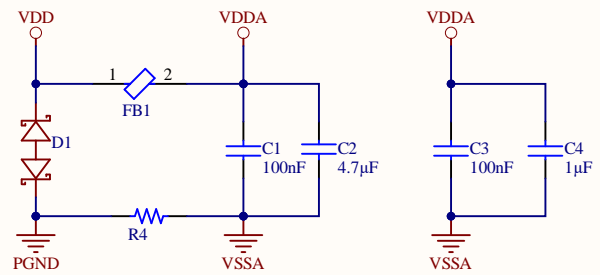 VDD
VDDA
VDDA
1
2
FB1
D1
C1
100nF
C2
4.7µF
C3
100nF
C4
1µF
R4
PGND
VSSA
VSSA